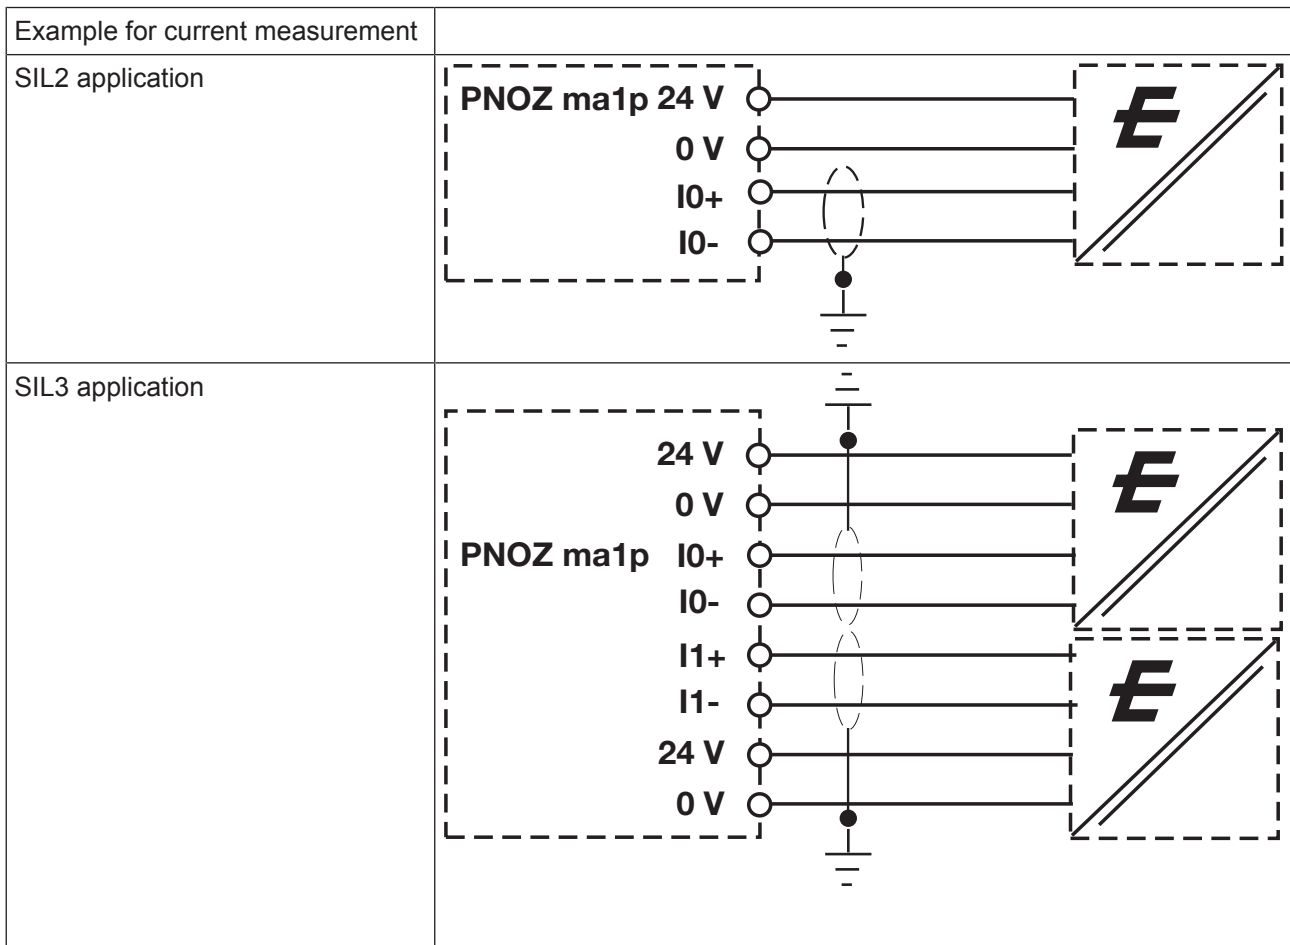 Example for current measurement
SIL2 application
PNOZ ma1p 24 V
0 V
I0+
I0-
E
SIL3 application
24 V
0 V
PNOZ ma1p I0+
I0-
I1+
I1-
24 V
0 V
E
E